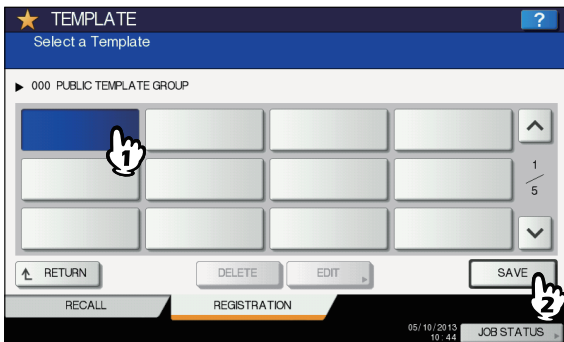 TEMPLATE ?
Select a Template
000 PUBLIC TEMPLATE GROUP
1
1
5
RETURN DELETE EDIT SAVE
2
RECALL REGISTRATION
05/10/2013
10:44 JOB STATUS